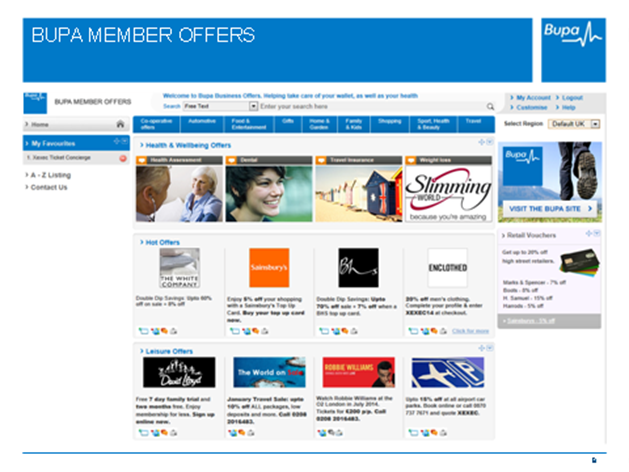 BUPA MEMBER OFFERS
Bupa
Bupa
BUPA MEMBER OFFERS
Welcome to Bupa Business Offers. Helping take care of your wallet, as well as your health
Search Free Text Enter your search here
> My Account > Logout
> Customise > Help
> Home
Co-operative offers
Automotive
Food & Entertainment
Gifts
Home & Garden
Family & Kids
Shopping
Sport, Health & Beauty
Travel
Select Region Default UK
> My Favourites
1. Xexec Ticket Concierge
> A - Z Listing
> Contact Us
> Health & Wellbeing Offers
Health Assessment
Dental
Travel Insurance
Weight loss
Slimming
WORLD
because you're amazing
Bupa
VISIT THE BUPA SITE >
> Hot Offers
THE WHITE
COMPANY
Sainsbury's
Bhs
ENCLOTHED
Double Dip Savings: Upto 60%
off on sale + 8% off
Enjoy 5% off your shopping
with a Sainsbury's Top Up
Card. Buy your top up card
now.
Double Dip Savings: Upto
70% off sale + 7% off when a
BHS top up card.
20% off men's clothing.
Complete your profile & enter
XEXEC14 at checkout.
Click for more
> Retail Vouchers
Get up to 20% off
high street retailers.
Marks & Spencer - 7% off
Boots - 8% off
H. Samuel - 15% off
Harrods - 5% off
+ Sainsburys - 5% off
> Leisure Offers
David Lloyd
The World on Sale
ROBBIE WILLIAMS
Free 7 day family trial and
two months free. Enjoy
membership for less. Sign up
online now.
January Travel Sale: upto
10% off ALL packages, low
deposits and more. Call 0208
2016483.
Watch Robbie Williams at the
O2 London in July 2014.
Tickets for £200 p/p. Call
0208 2016483.
Upto 15% off at all airport car
parks. Book online or call 0870
737 7671 and quote XEXEC.